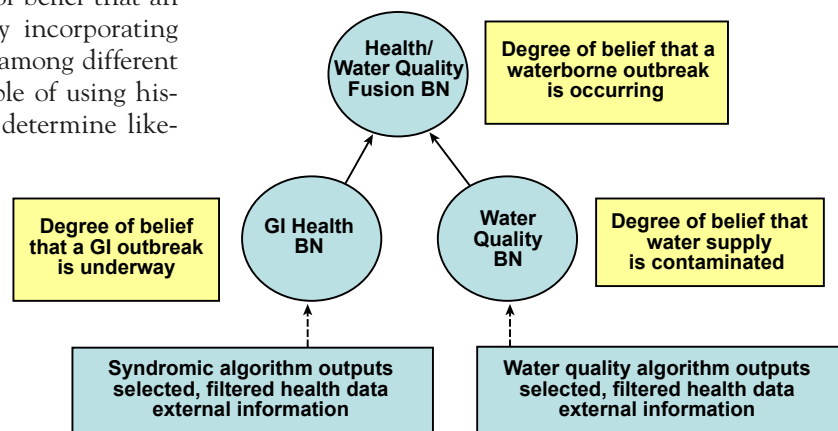 of belief that an
y incorporating
among different
ble of using his-
determine like-
Health/
Water Quality
Fusion BN
Degree of belief that a
waterborne outbreak
is occurring
Degree of belief
that a GI outbreak
is underway
GI Health
BN
Water
Quality
BN
Degree of belief that
water supply
is contaminated
Syndromic algorithm outputs
selected, filtered health data
external information
Water quality algorithm outputs
selected, filtered health data
external information